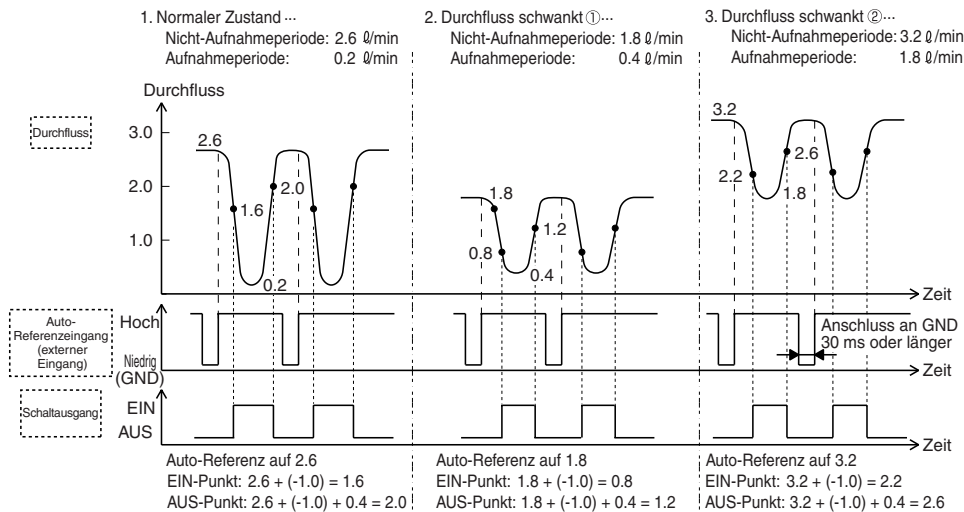 1. Normaler Zustand ···
Nicht-Aufnahmeperiode: 2.6 ℓ/min
Aufnahmeperiode: 0.2 ℓ/min
2. Durchfluss schwankt ①···
Nicht-Aufnahmeperiode: 1.8 ℓ/min
Aufnahmeperiode: 0.4 ℓ/min
3. Durchfluss schwankt ②···
Nicht-Aufnahmeperiode: 3.2 ℓ/min
Aufnahmeperiode: 1.8 ℓ/min
Durchfluss
Durchfluss
3.0
2.0
1.0
2.6
1.6
2.0
0.2
1.8
0.8
1.2
0.4
3.2
2.2
2.6
1.8
Zeit
Auto-
Referenzeingang
(externer
Eingang)
Hoch
Niedrig
(GND)
Anschluss an GND
30 ms oder länger
Zeit
Schaltausgang
EIN
AUS
Zeit
Auto-Referenz auf 2.6
EIN-Punkt: 2.6 + (-1.0) = 1.6
AUS-Punkt: 2.6 + (-1.0) + 0.4 = 2.0
Auto-Referenz auf 1.8
EIN-Punkt: 1.8 + (-1.0) = 0.8
AUS-Punkt: 1.8 + (-1.0) + 0.4 = 1.2
Auto-Referenz auf 3.2
EIN-Punkt: 3.2 + (-1.0) = 2.2
AUS-Punkt: 3.2 + (-1.0) + 0.4 = 2.6